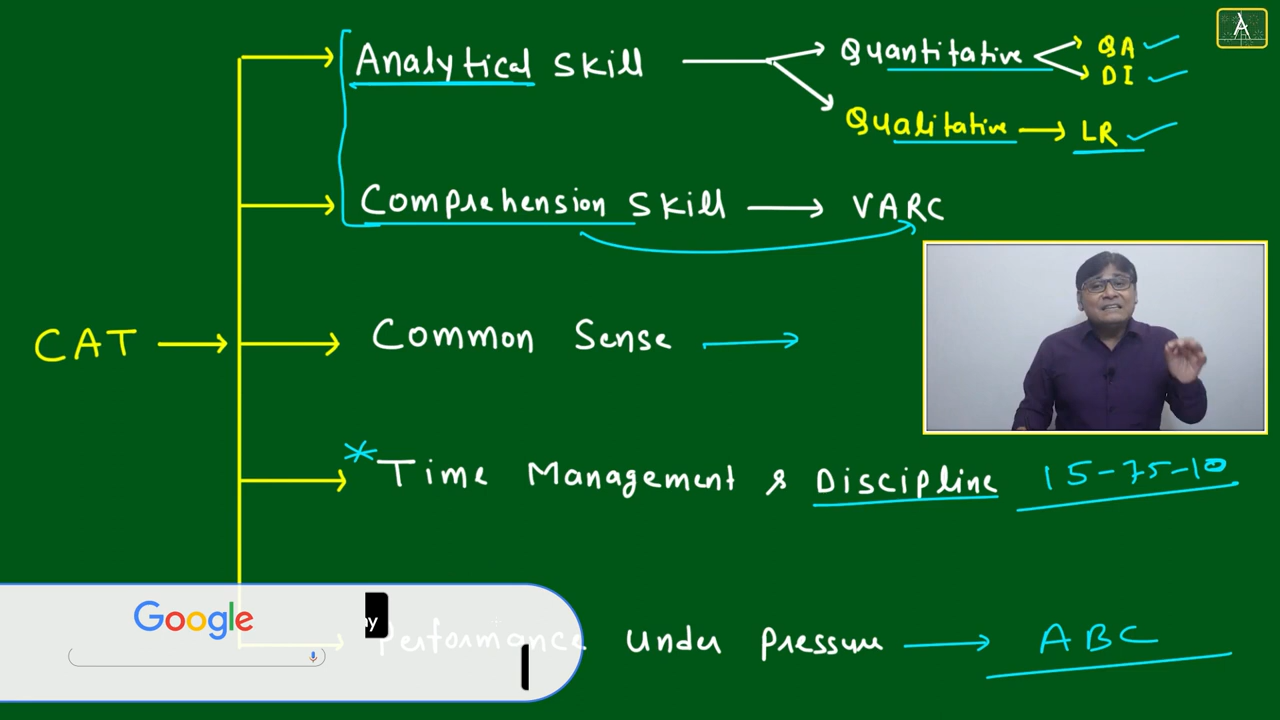 Analytical Skill Quantitative QA
DI
Qualitative LR
Comprehension Skill VARC
CAT Common Sense
*Time Management & Discipline 15-75-10
Google
Performance Under Pressure ABC